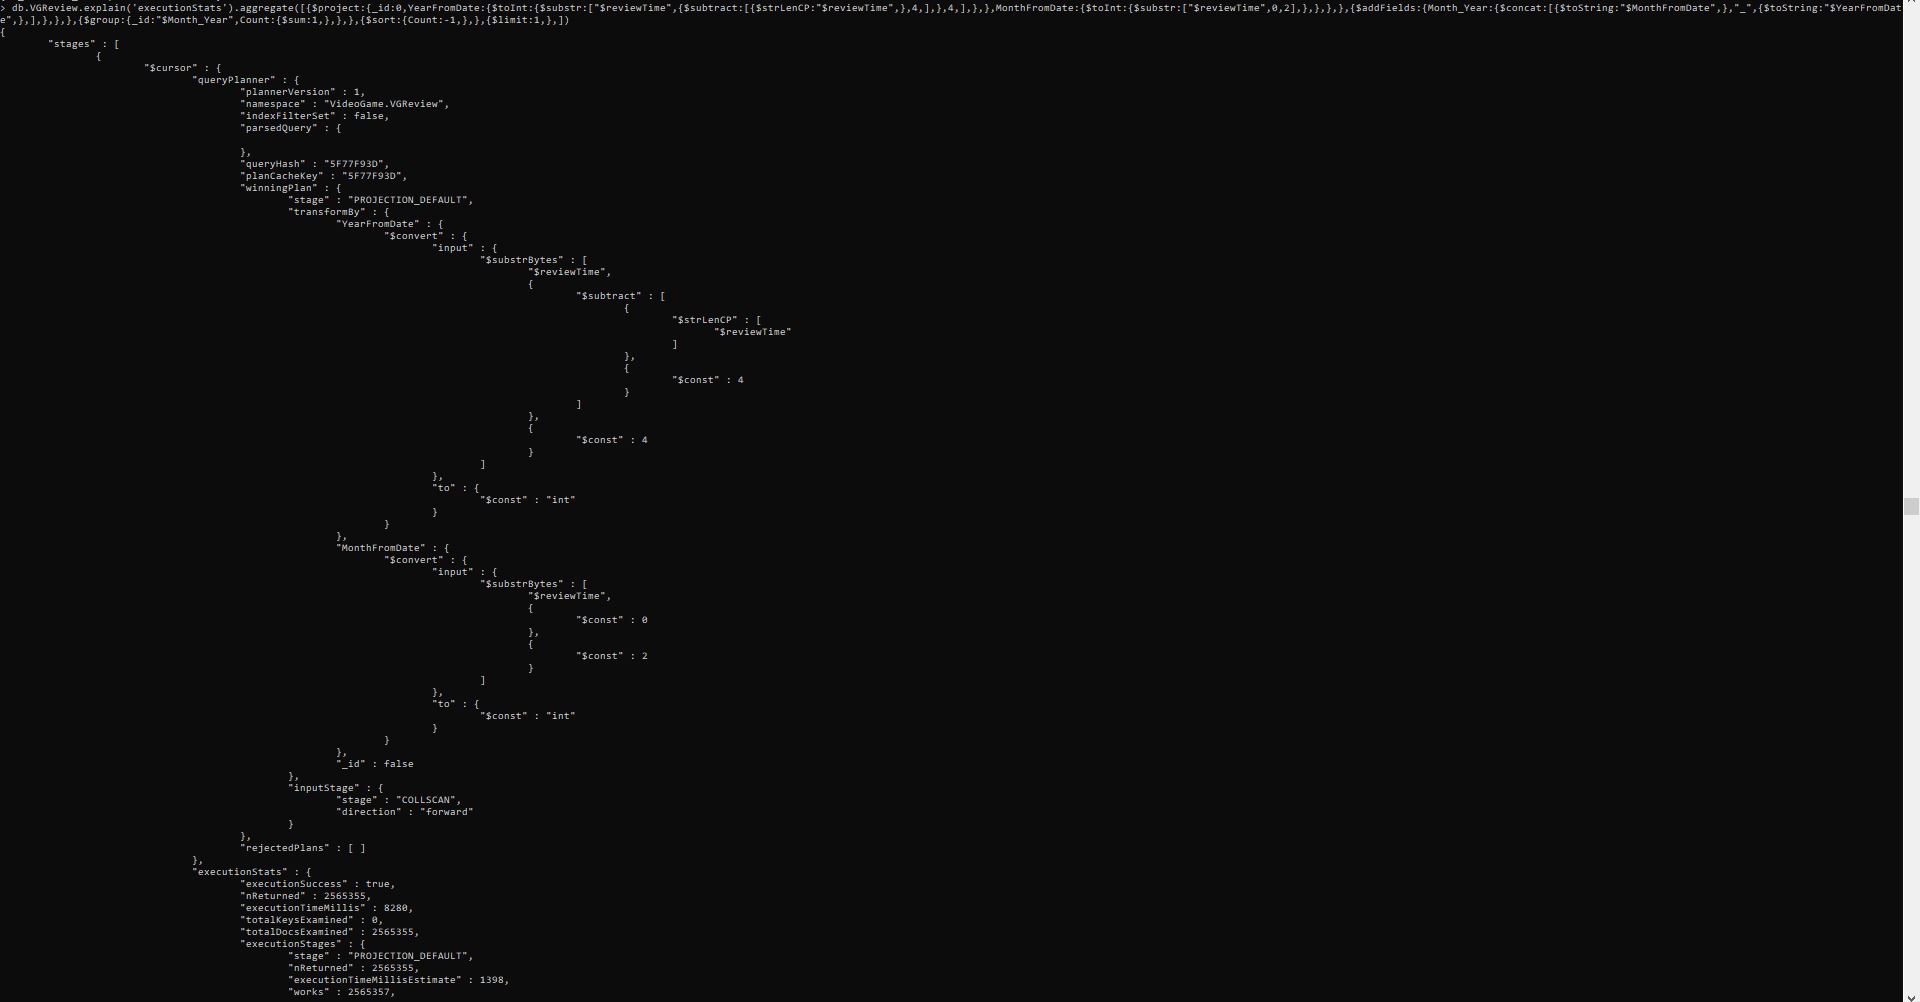 > db.VGReview.explain('executionStats').aggregate([{$project:{_id:0,YearFromDate:{$toInt:{$substr:["$reviewTime",{$subtract:[{$strLenCP:"$reviewTime",},4,],},4,],},},MonthFromDate:{$toInt:{$substr:["$reviewTime",0,2],},},},},{$addFields:{Month_Year:{$concat:[{$toString:"$MonthFromDate",},"_",{$toString:"$YearFromDat
e",},],},},},{$group:{_id:"$Month_Year",Count:{$sum:1,},},},{$sort:{Count:-1,},},{$limit:1,},])
{
"stages" : [
{
"$cursor" : {
"queryPlanner" : {
"plannerVersion" : 1,
"namespace" : "VideoGame.VGReview",
"indexFilterSet" : false,
"parsedQuery" : {
},
"queryHash" : "5F77F93D",
"planCacheKey" : "5F77F93D",
"winningPlan" : {
"stage" : "PROJECTION_DEFAULT",
"transformBy" : {
"YearFromDate" : {
"$convert" : {
"input" : {
"$substrBytes" : [
"$reviewTime",
{
"$subtract" : [
{
"$strLenCP" : [
"$reviewTime"
]
},
{
"$const" : 4
}
]
},
{
"$const" : 4
}
]
},
"to" : {
"$const" : "int"
}
}
},
"MonthFromDate" : {
"$convert" : {
"input" : {
"$substrBytes" : [
"$reviewTime",
{
"$const" : 0
},
{
"$const" : 2
}
]
},
"to" : {
"$const" : "int"
}
}
},
"_id" : false
},
"inputStage" : {
"stage" : "COLLSCAN",
"direction" : "forward"
}
},
"rejectedPlans" : [ ]
},
"executionStats" : {
"executionSuccess" : true,
"nReturned" : 2565355,
"executionTimeMillis" : 8280,
"totalKeysExamined" : 0,
"totalDocsExamined" : 2565355,
"executionStages" : {
"stage" : "PROJECTION_DEFAULT",
"nReturned" : 2565355,
"executionTimeMillisEstimate" : 1398,
"works" : 2565357,